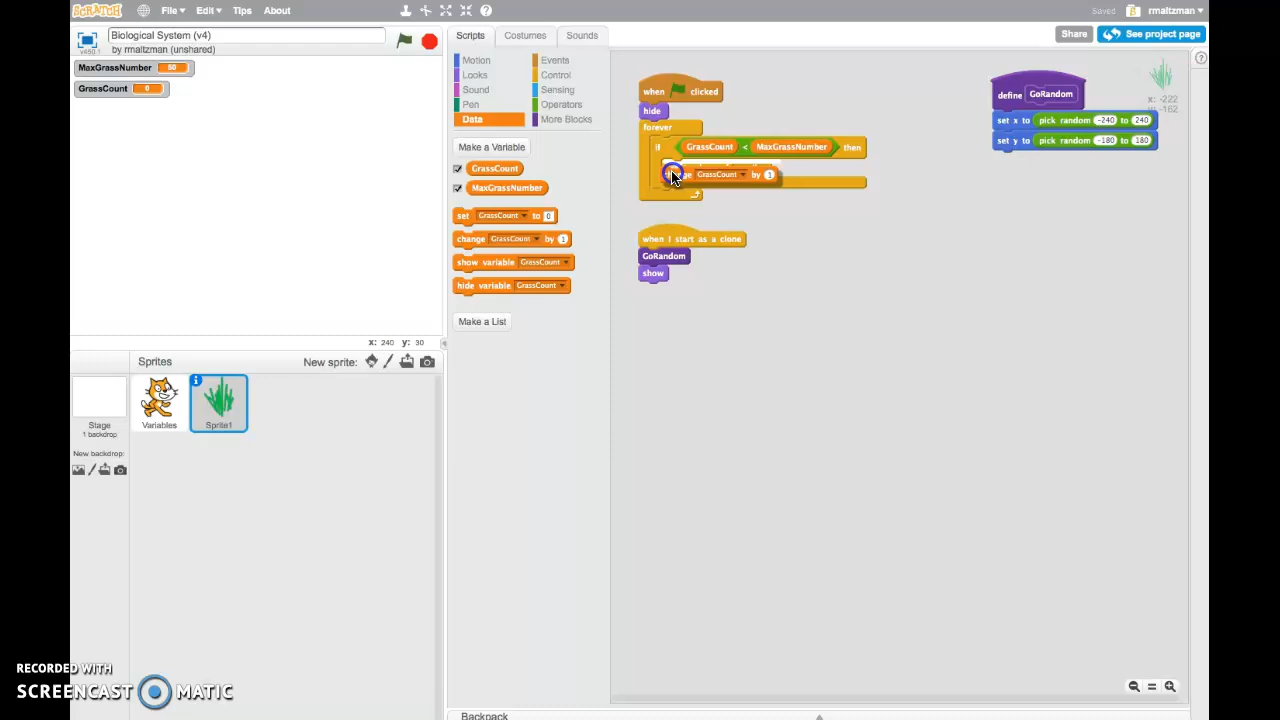 SCRATCH File Edit Tips About Saved rmaltzman
Biological System (v4)
by rmaltzman (unshared)
v450.1
Scripts Costumes Sounds
Share See project page
MaxGrassNumber 60
GrassCount 0
Motion Events
Looks Control
Sound Sensing
Pen Operators
Data More Blocks
Make a Variable
GrassCount
MaxGrassNumber
set GrassCount to 0
change GrassCount by 1
show variable GrassCount
hide variable GrassCount
Make a List
when clicked
hide
forever
if GrassCount < MaxGrassNumber then
GrassCount by 1
when I start as a clone
GoRandom
show
define GoRandom
set x to pick random -240 to 240
set y to pick random -180 to 180
x: -222
y: -162
x: 240 y: 30
Sprites New sprite:
Stage
1 backdrop
New backdrop:
Variables
Sprite1
Backpack
RECORDED WITH
SCREENCAST MATIC